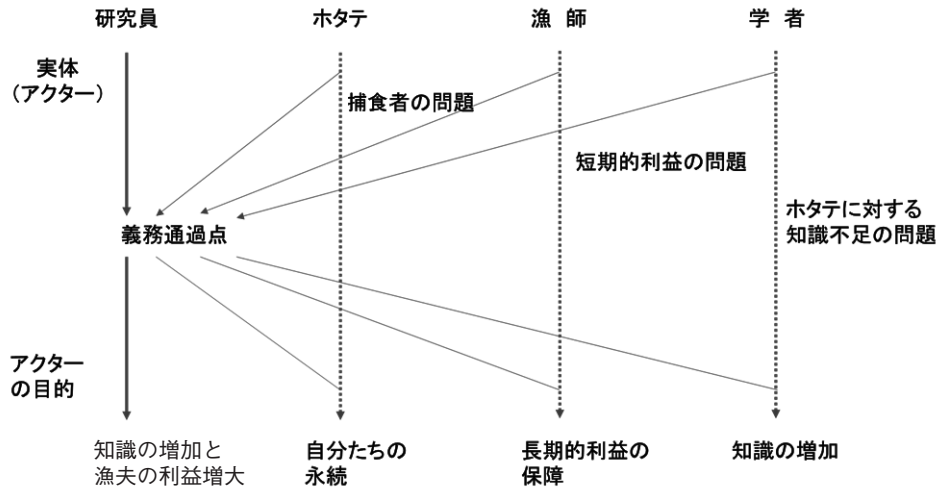 研究員
ホタテ
漁 師
学 者
実体
（アクター）
捕食者の問題
短期的利益の問題
ホタテに対する
知識不足の問題
義務通過点
アクター
の目的
知識の増加と
漁夫の利益増大
自分たちの
永続
長期的利益の
保障
知識の増加